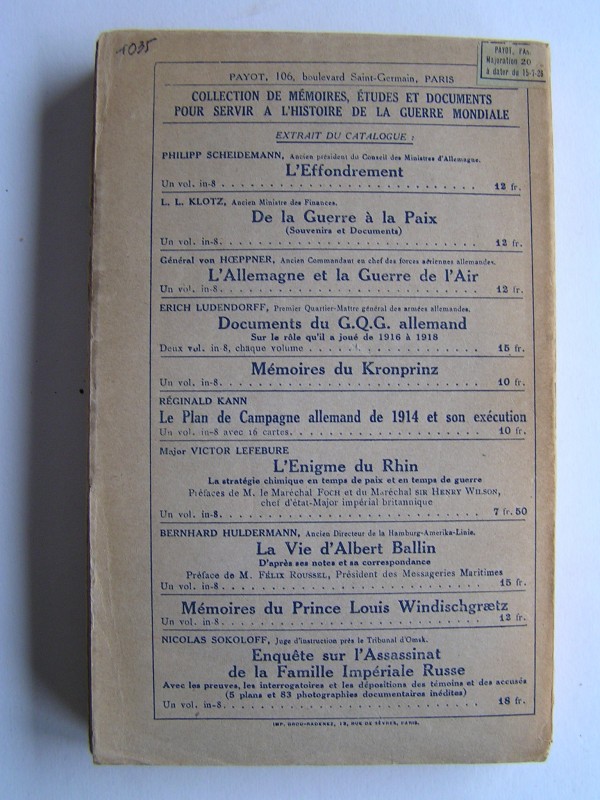 1035
PAYOT, PA
Majoration 20
à dater du 15-1-26
PAYOT, 106, boulevard Saint-Germain, PARIS
COLLECTION DE MÉMOIRES, ÉTUDES ET DOCUMENTS
POUR SERVIR A L'HISTOIRE DE LA GUERRE MONDIALE
EXTRAIT DU CATALOGUE :
PHILIPP SCHEIDEMANN, Ancien président du Conseil des Ministres d'Allemagne.
L'Effondrement
Un vol. in-8 . . . . . . . . . . . . . . . . . . . . . . . . . . . 12 fr.
L. L. KLOTZ, Ancien Ministre des Finances.
De la Guerre à la Paix
(Souvenirs et Documents)
Un vol. in-8. . . . . . . . . . . . . . . . . . . . . . . . . . . 12 fr.
Général von HŒPPNER, Ancien Commandant en chef des forces aériennes allemandes.
L'Allemagne et la Guerre de l'Air
Un vol. in-8. . . . . . . . . . . . . . . . . . . . . . . . . . . 12 fr.
ERICH LUDENDORFF, Premier Quartier-Maître général des armées allemandes.
Documents du G.Q.G. allemand
Sur le rôle qu'il a joué de 1916 à 1918
Deux vol. in-8, chaque volume . . . . . . . . . . . . . . . . . 15 fr.
Mémoires du Kronprinz
Un vol. in-8. . . . . . . . . . . . . . . . . . . . . . . . . . . 10 fr.
RÉGINALD KANN
Le Plan de Campagne allemand de 1914 et son exécution
Un vol. in-8 avec 16 cartes. . . . . . . . . . . . . . . . . . . 10 fr.
Major VICTOR LEFEBURE
L'Enigme du Rhin
La stratégie chimique en temps de paix et en temps de guerre
Préfaces de M. le Maréchal FOCH et du Maréchal SIR HENRY WILSON,
chef d'état-Major impérial britannique
Un vol. in-8. . . . . . . . . . . . . . . . . . . . . . . . . . . 7 fr. 50
BERNHARD HULDERMANN, Ancien Directeur de la Hamburg-Amerika-Linie.
La Vie d'Albert Ballin
D'après ses notes et sa correspondance
Préface de M. FÉLIX ROUSSEL, Président des Messageries Maritimes
Un vol. in-8 . . . . . . . . . . . . . . . . . . . . . . . . . . . 15 fr.
Mémoires du Prince Louis Windischgrætz
Un vol. in-8. . . . . . . . . . . . . . . . . . . . . . . . . . . 12 fr.
NICOLAS SOKOLOFF, Juge d'instruction près le Tribunal d'Omsk.
Enquête sur l'Assassinat
de la Famille Impériale Russe
Avec les preuves, les interrogatoires et les dépositions des témoins et des accusés
(5 plans et 83 photographies documentaires inédites)
Un vol. in-8. . . . . . . . . . . . . . . . . . . . . . . . . . . 18 fr.
RUE DE SÈVRES, PARIS.